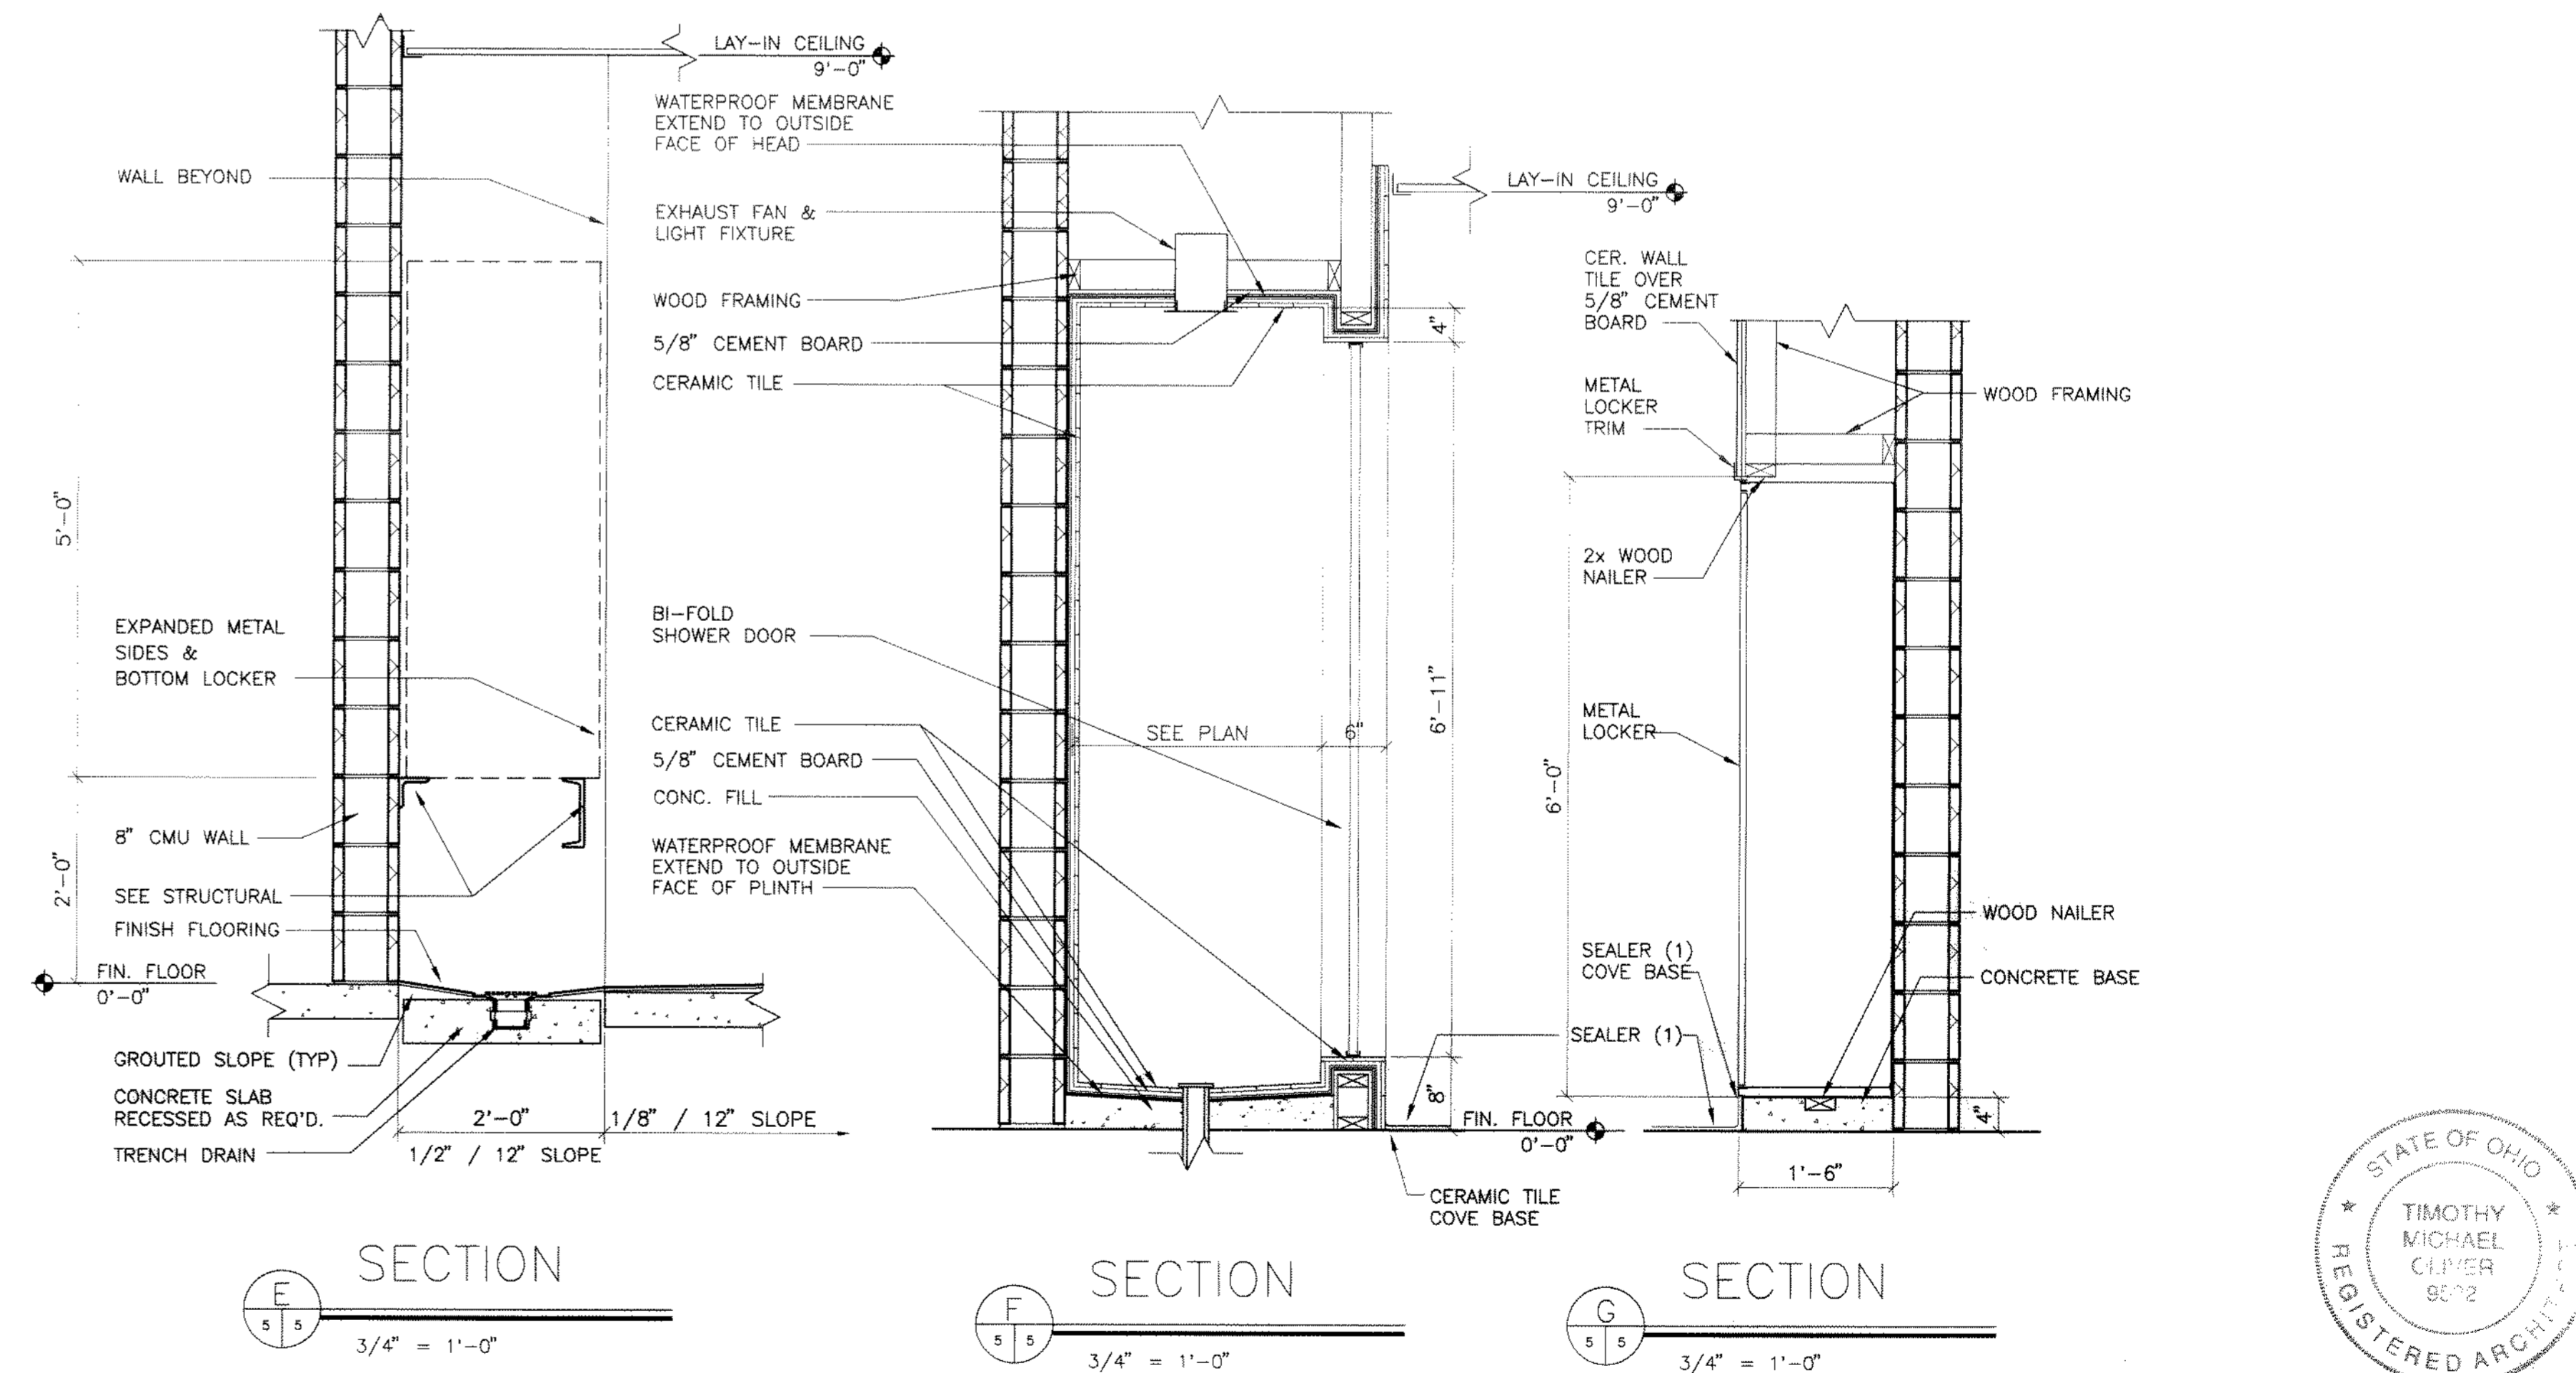 LAY-IN CEILING
9'-0"
WALL BEYOND
5'-0"
EXPANDED METAL
SIDES &
BOTTOM LOCKER
2'-0"
8" CMU WALL
SEE STRUCTURAL
FINISH FLOORING
FIN. FLOOR
0'-0"
GROUTED SLOPE (TYP)
CONCRETE SLAB
RECESSED AS REQ'D.
TRENCH DRAIN
2'-0"
1/2" / 12" SLOPE
1/8" / 12" SLOPE
SECTION
E
5 5
3/4" = 1'-0"
WATERPROOF MEMBRANE
EXTEND TO OUTSIDE
FACE OF HEAD
EXHAUST FAN &
LIGHT FIXTURE
WOOD FRAMING
5/8" CEMENT BOARD
CERAMIC TILE
BI-FOLD
SHOWER DOOR
CERAMIC TILE
5/8" CEMENT BOARD
CONC. FILL
WATERPROOF MEMBRANE
EXTEND TO OUTSIDE
FACE OF PLINTH
LAY-IN CEILING
9'-0"
4"
SEE PLAN
6"
6'-11"
8"
FIN. FLOOR
0'-0"
CERAMIC TILE
COVE BASE
SECTION
F
5 5
3/4" = 1'-0"
CER. WALL
TILE OVER
5/8" CEMENT
BOARD
METAL
LOCKER
TRIM
WOOD FRAMING
2x WOOD
NAILER
METAL
LOCKER
6'-0"
SEALER (1)
COVE BASE
SEALER (1)
WOOD NAILER
CONCRETE BASE
4"
1'-6"
SECTION
G
5 5
3/4" = 1'-0"
STATE OF OHIO
TIMOTHY
MICHAEL
OLIVER
REGISTERED